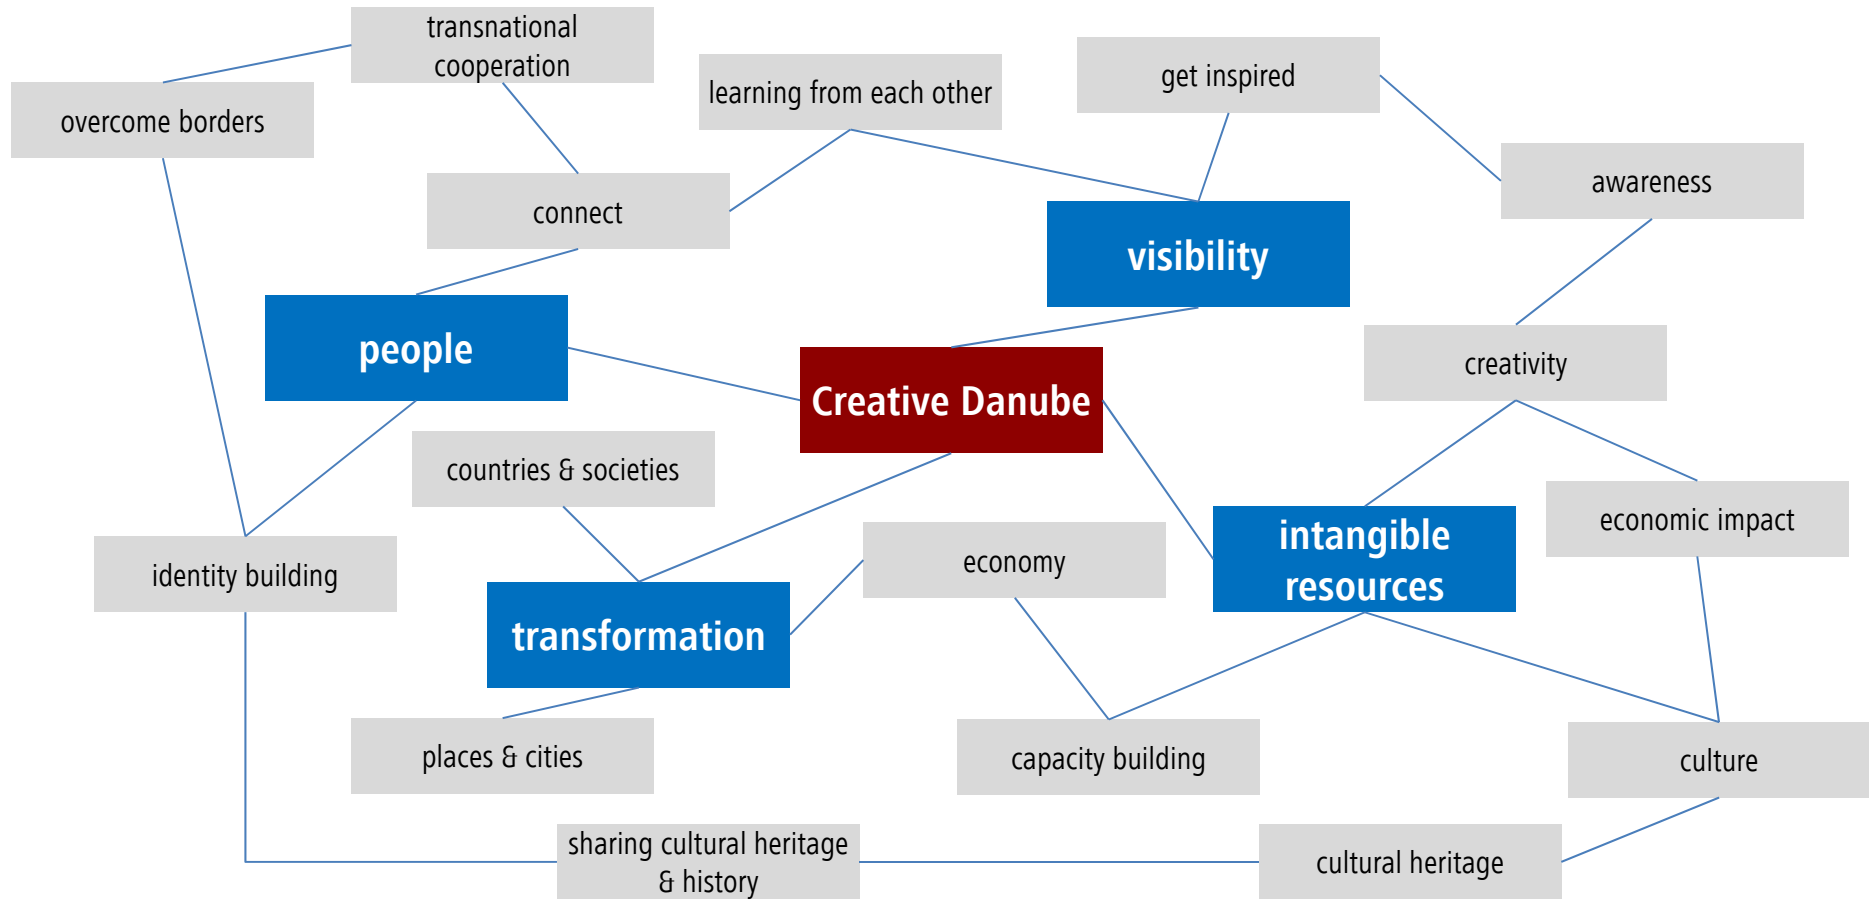 transnational
cooperation
get inspired
learning from each other
overcome borders
awareness
connect
visibility
people
creativity
Creative Danube
countries & societies
economic impact
intangible
resources
economy
identity building
transformation
places & cities
capacity building
culture
sharing cultural heritage
& history
cultural heritage